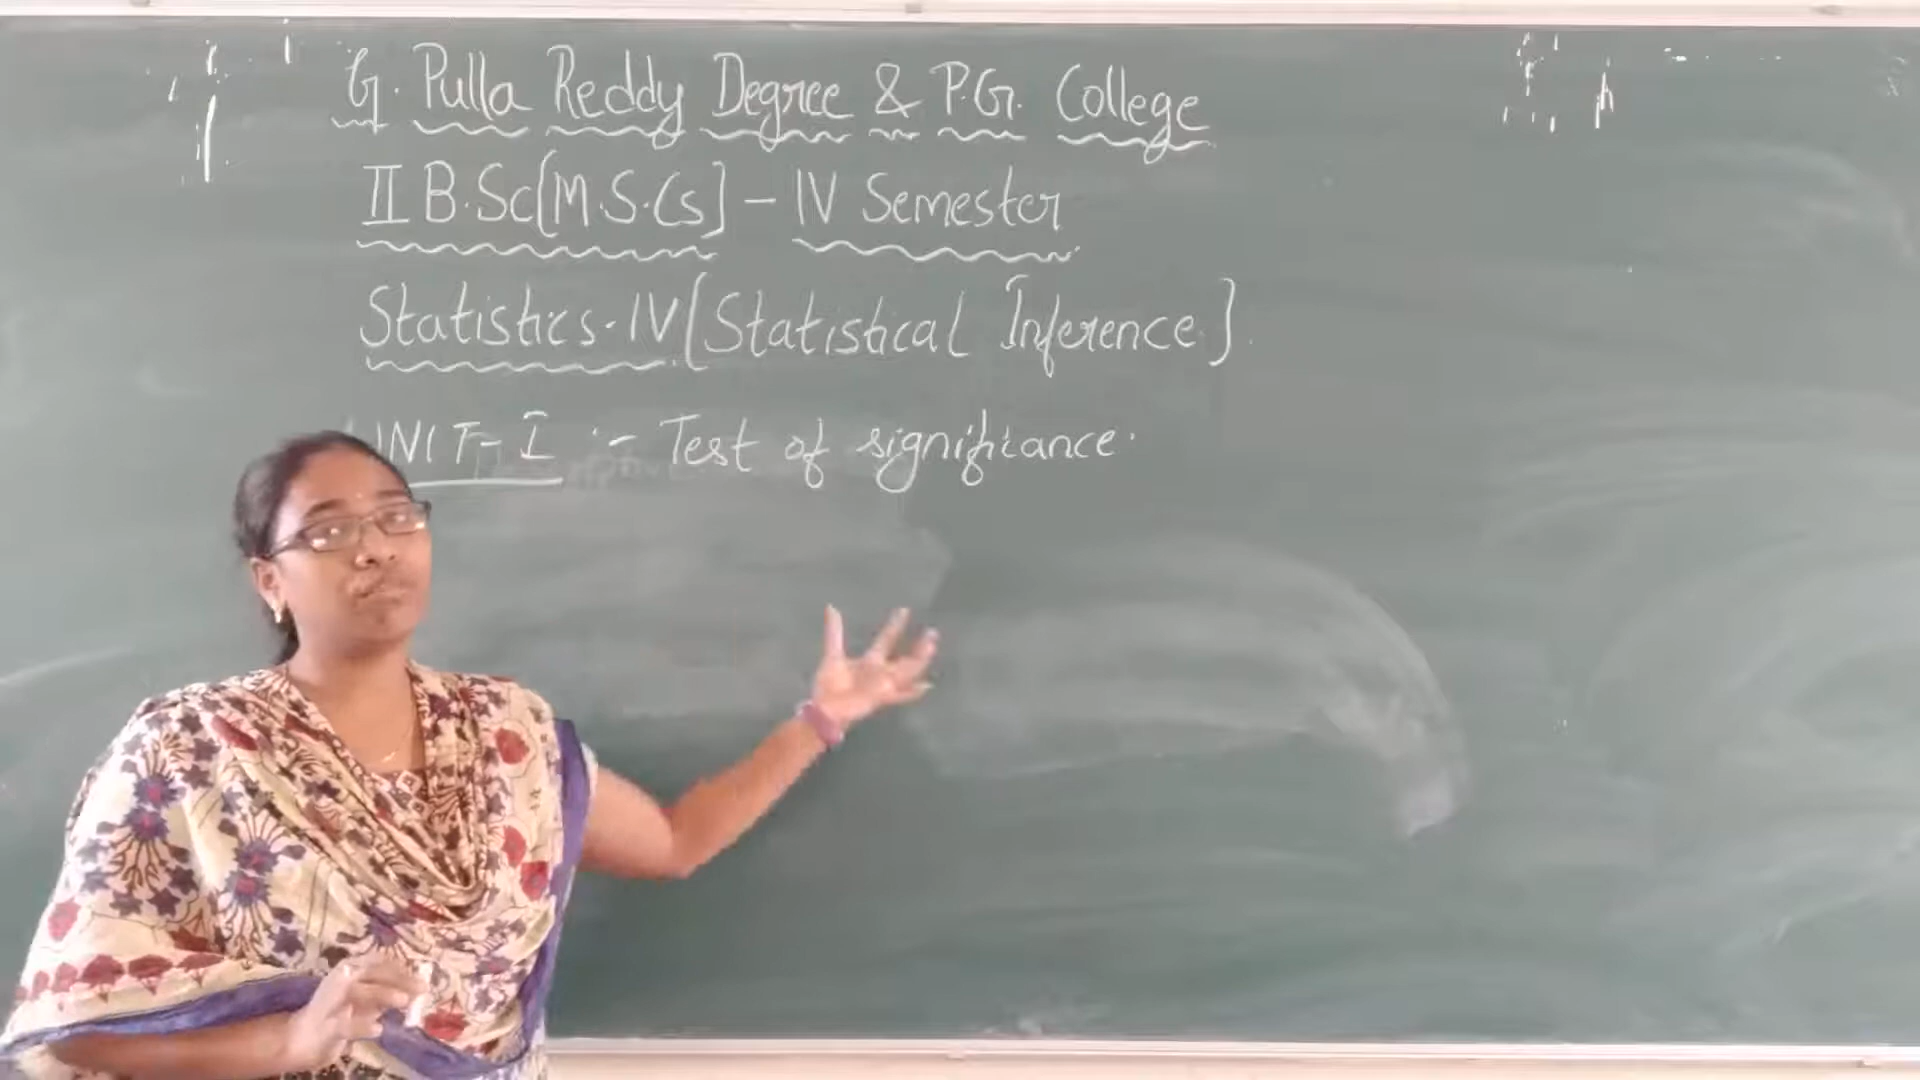 G. Pulla Reddy Degree & P.G. College
II B.Sc[M.S.Cs] - IV Semester
Statistics-IV [Statistical Inference].
UNIT-I :- Test of significance.